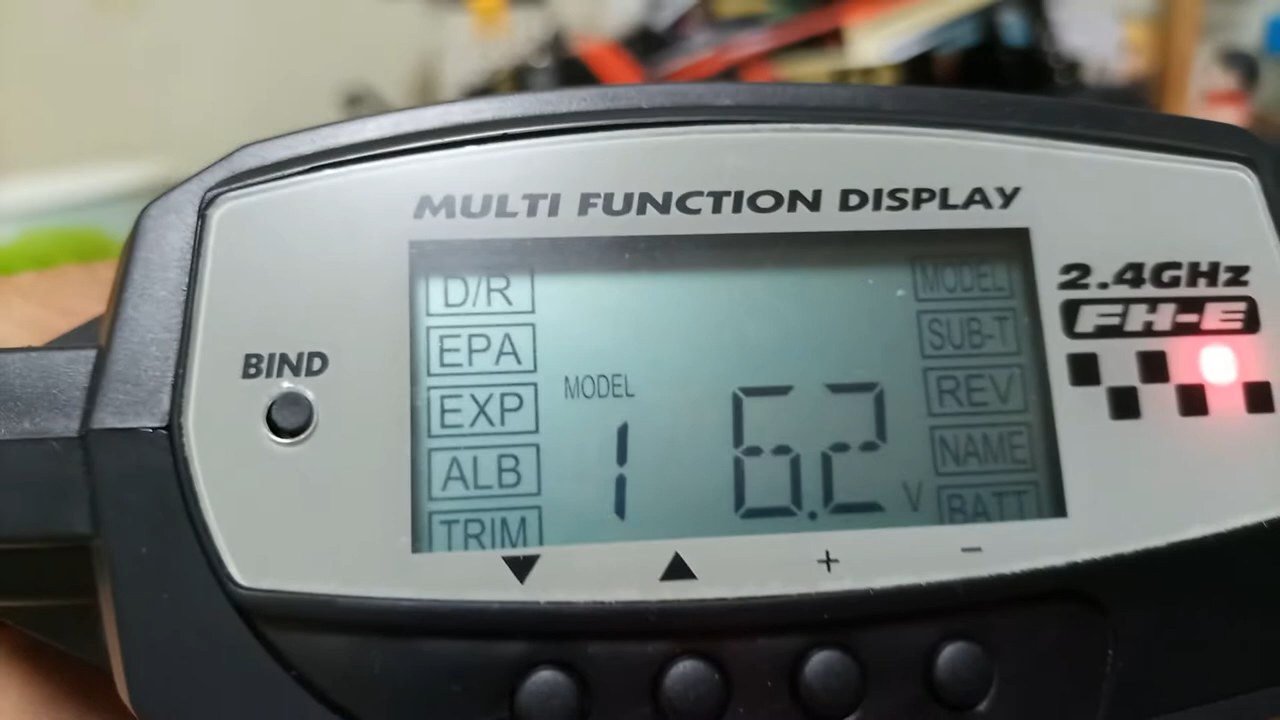 MULTI FUNCTION DISPLAY
2.4GHz
FH-E
BIND
D/R
EPA
EXP
ALB
TRIM
MODEL
1
6.2 V
MODEL
SUB-T
REV
NAME
BATT
▼ ▲ + −